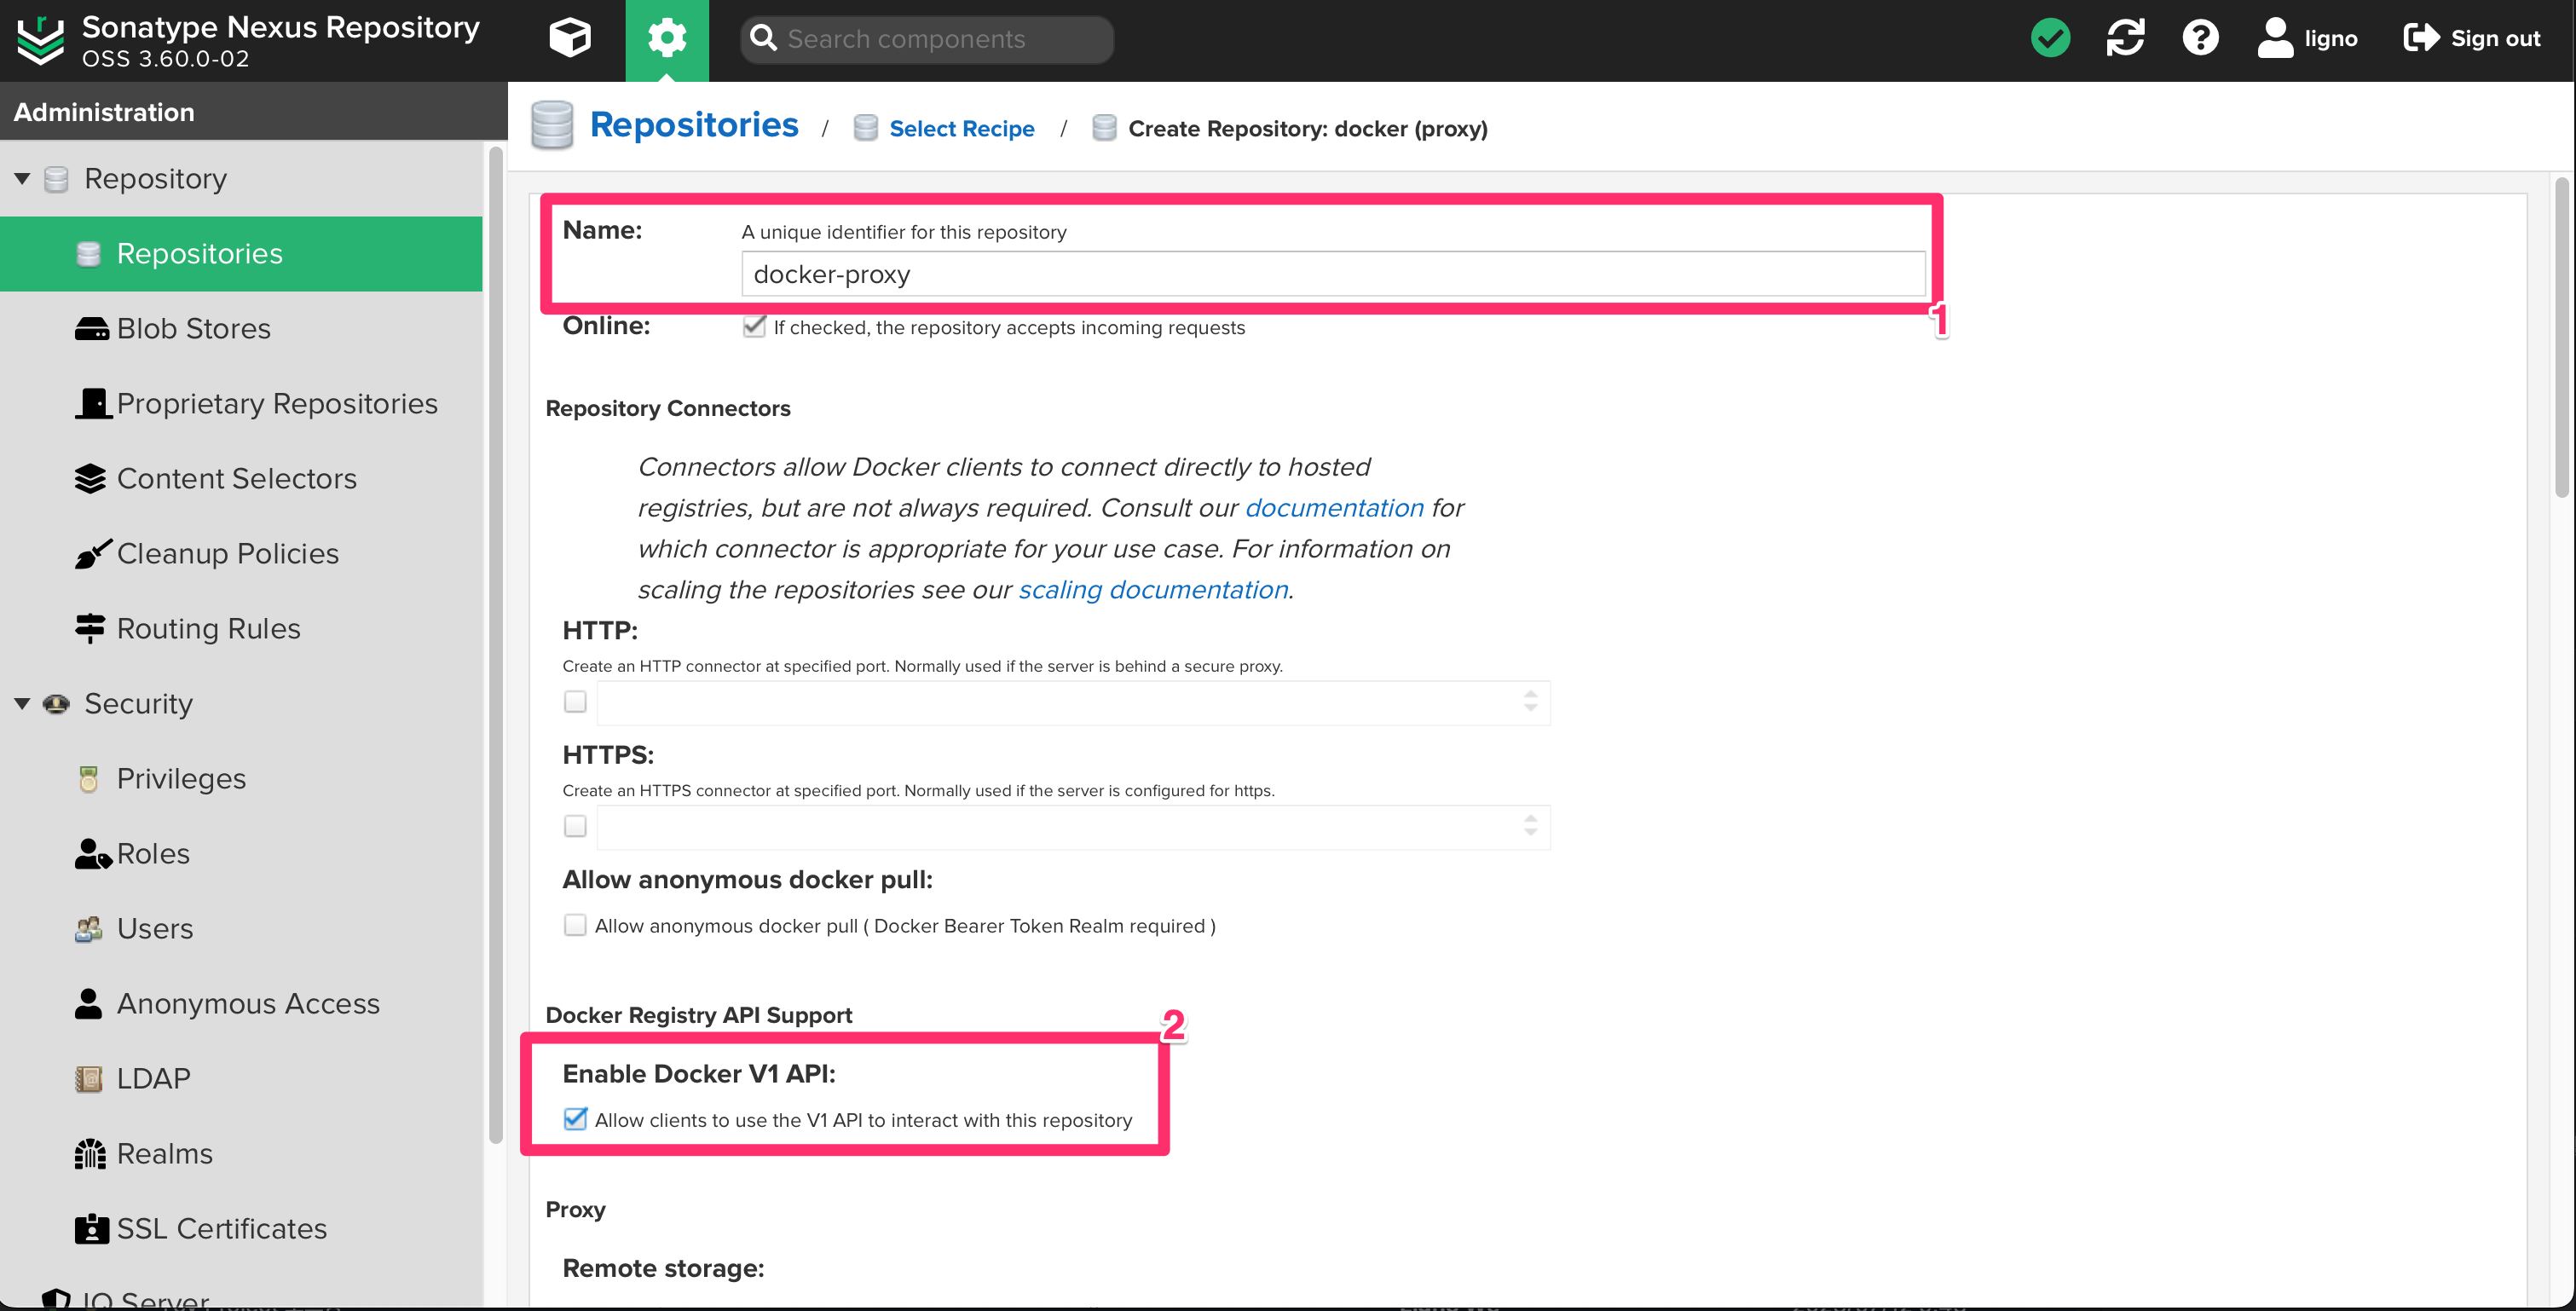 Sonatype Nexus Repository
OSS 3.60.0-02
Search components
ligno
Sign out
Administration
Repository
Repositories
Blob Stores
Proprietary Repositories
Content Selectors
Cleanup Policies
Routing Rules
Security
Privileges
Roles
Users
Anonymous Access
LDAP
Realms
SSL Certificates
IQ Server
Repositories / Select Recipe / Create Repository: docker (proxy)
Name: A unique identifier for this repository
docker-proxy
1
Online: If checked, the repository accepts incoming requests
Repository Connectors
Connectors allow Docker clients to connect directly to hosted
registries, but are not always required. Consult our documentation for
which connector is appropriate for your use case. For information on
scaling the repositories see our scaling documentation.
HTTP:
Create an HTTP connector at specified port. Normally used if the server is behind a secure proxy.
HTTPS:
Create an HTTPS connector at specified port. Normally used if the server is configured for https.
Allow anonymous docker pull:
Allow anonymous docker pull ( Docker Bearer Token Realm required )
Docker Registry API Support
2
Enable Docker V1 API:
Allow clients to use the V1 API to interact with this repository
Proxy
Remote storage: